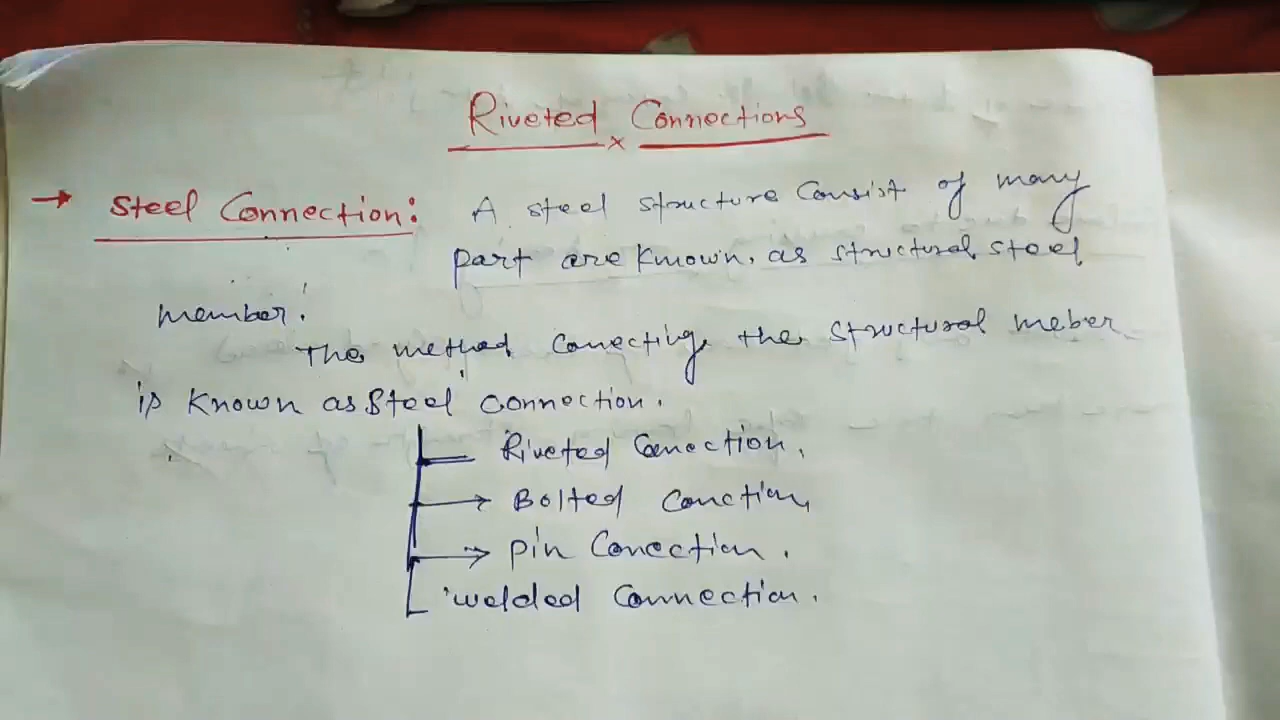 Riveted Connections
→ Steel Connection: A steel structure consist of many
part are known as structural steel
member.
The method conecting the structural meber
is known as steel connection.
Riveted Conection.
Bolted Conction
Pin Conection.
welded Connection.